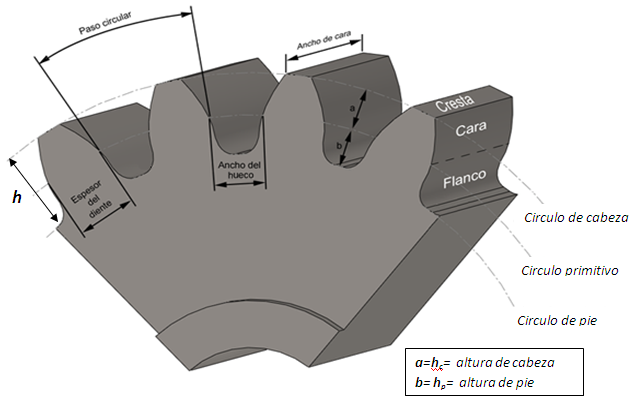 Paso circular
Ancho de cara
a
b
Cresta
Cara
Flanco
h
Espesor
del
diente
Ancho del
hueco
Circulo de cabeza
Circulo primitivo
Circulo de pie
a=hc= altura de cabeza
b= hp= altura de pie